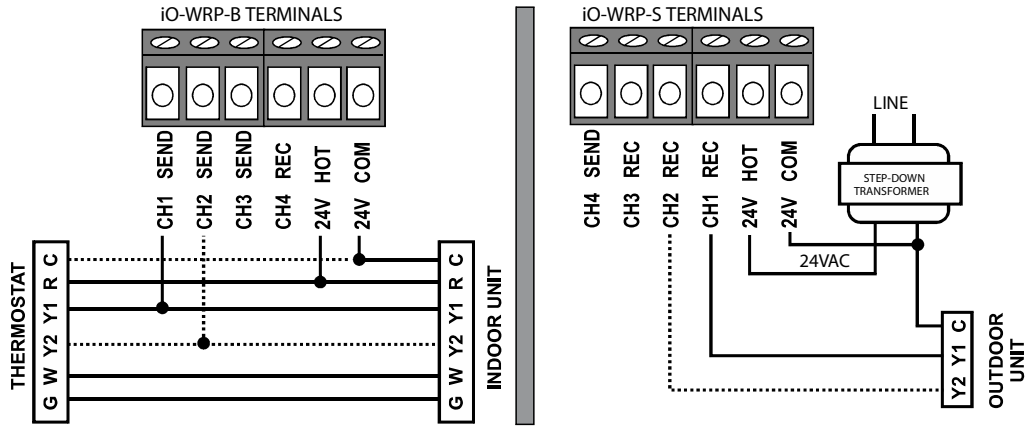 iO-WRP-B TERMINALS
CH1 SEND
CH2 SEND
CH3 SEND
CH4 REC
24V HOT
24V COM
THERMOSTAT
C
R
Y1
Y2
W
G
C
R
Y1
Y2
W
G
INDOOR UNIT
iO-WRP-S TERMINALS
CH4 SEND
CH3 REC
CH2 REC
CH1 REC
24V HOT
24V COM
LINE
STEP-DOWN
TRANSFORMER
24VAC
C
Y1
Y2
OUTDOOR
UNIT